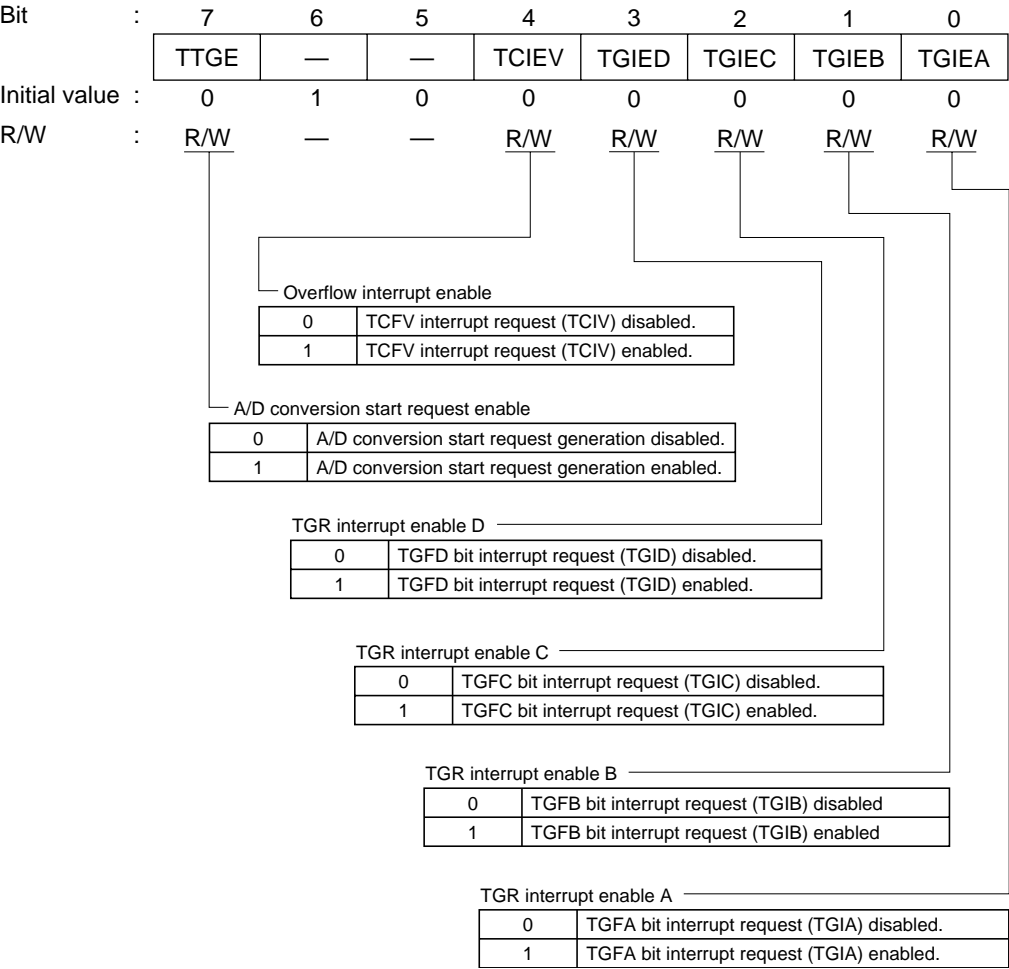 Bit : 7 6 5 4 3 2 1 0
TTGE — — TCIEV TGIED TGIEC TGIEB TGIEA
Initial value : 0 1 0 0 0 0 0 0
R/W : R/W — — R/W R/W R/W R/W R/W
Overflow interrupt enable
0 TCFV interrupt request (TCIV) disabled.
1 TCFV interrupt request (TCIV) enabled.
A/D conversion start request enable
0 A/D conversion start request generation disabled.
1 A/D conversion start request generation enabled.
TGR interrupt enable D
0 TGFD bit interrupt request (TGID) disabled.
1 TGFD bit interrupt request (TGID) enabled.
TGR interrupt enable C
0 TGFC bit interrupt request (TGIC) disabled.
1 TGFC bit interrupt request (TGIC) enabled.
TGR interrupt enable B
0 TGFB bit interrupt request (TGIB) disabled
1 TGFB bit interrupt request (TGIB) enabled
TGR interrupt enable A
0 TGFA bit interrupt request (TGIA) disabled.
1 TGFA bit interrupt request (TGIA) enabled.